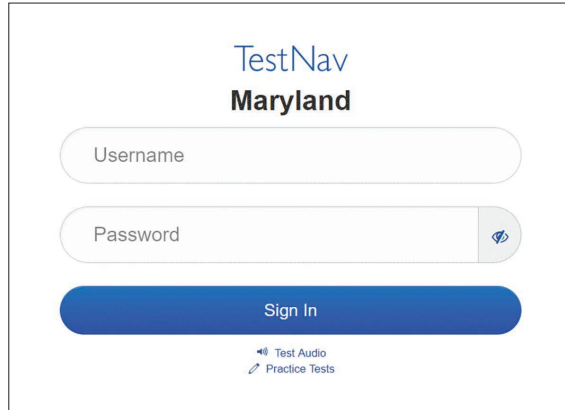 TestNav
Maryland
Username
Password
Sign In
Test Audio
Practice Tests